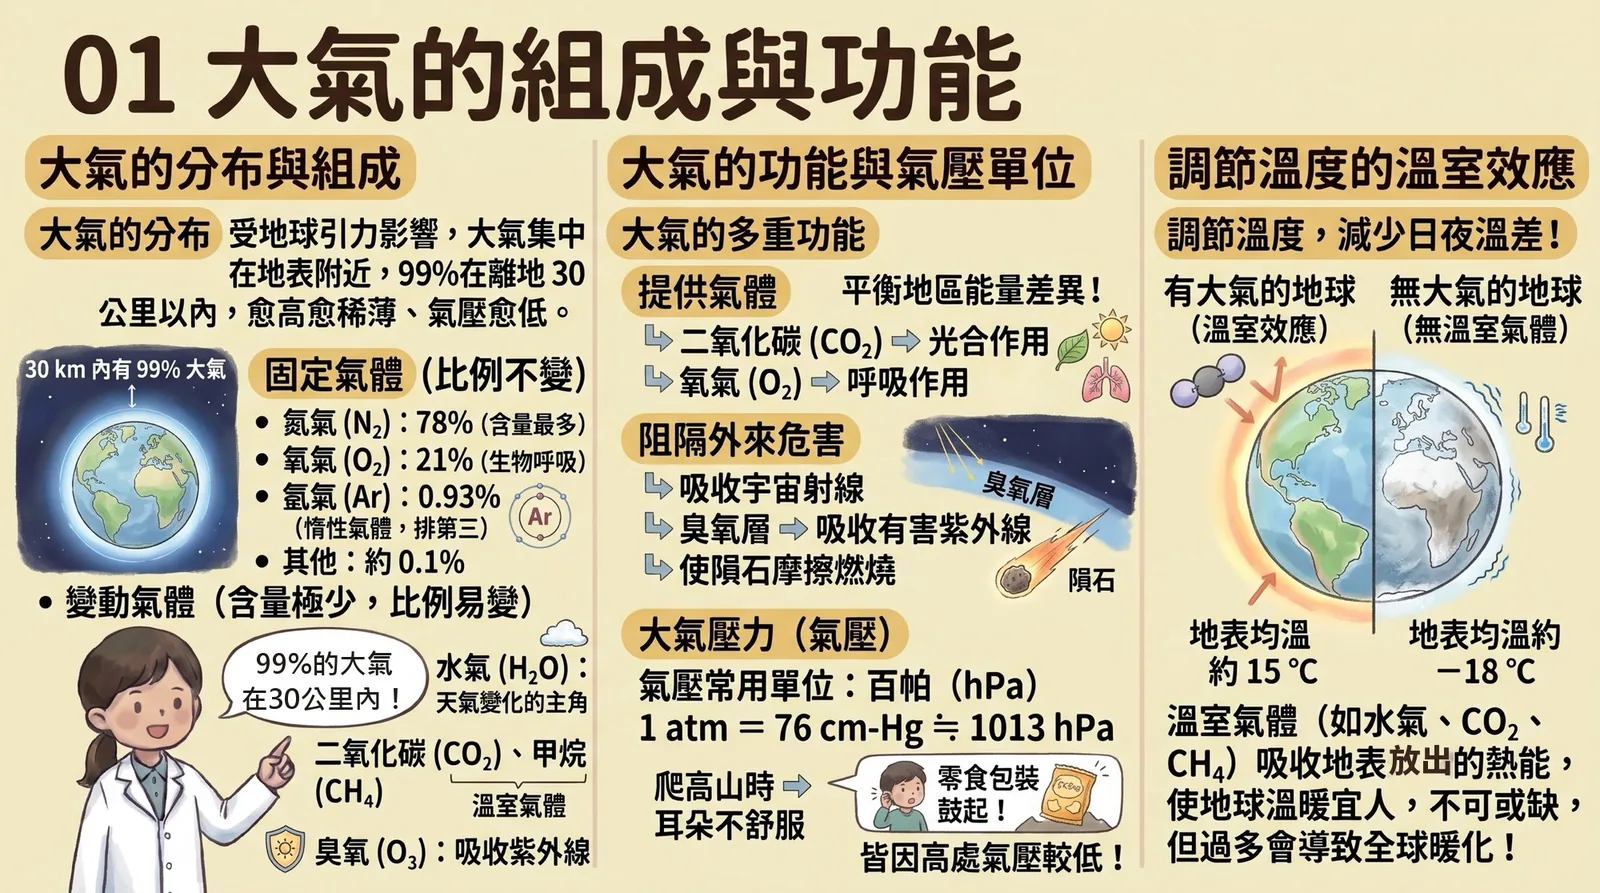 01 大氣的組成與功能
大氣的分布與組成
大氣的分布 受地球引力影響，大氣集中
在地表附近，99%在離地 30
公里以內，愈高愈稀薄、氣壓愈低。
30 km 內有 99% 大氣
固定氣體 (比例不變)
• 氮氣 (N₂)：78% (含量最多)
• 氧氣 (O₂)：21% (生物呼吸)
• 氬氣 (Ar)：0.93%
(惰性氣體，排第三)
Ar
• 其他：約 0.1%
• 變動氣體（含量極少，比例易變）
99%的大氣
在30公里內！
水氣 (H₂O)：
天氣變化的主角
二氧化碳 (CO₂)、甲烷
(CH₄)
溫室氣體
臭氧 (O₃)：吸收紫外線
大氣的功能與氣壓單位
大氣的多重功能
提供氣體 平衡地區能量差異！
二氧化碳 (CO₂) ➡ 光合作用
氧氣 (O₂) ➡ 呼吸作用
阻隔外來危害
吸收宇宙射線
臭氧層 ➡ 吸收有害紫外線
使隕石摩擦燃燒
臭氧層
隕石
大氣壓力（氣壓）
氣壓常用單位：百帕（hPa）
1 atm ＝ 76 cm-Hg ≒ 1013 hPa
爬高山時 ➡
耳朵不舒服
零食包裝
鼓起！
皆因高處氣壓較低！
調節溫度的溫室效應
調節溫度，減少日夜溫差！
有大氣的地球
（溫室效應）
無大氣的地球
（無溫室氣體）
地表均溫
約 15 ℃
地表均溫約
－18 ℃
溫室氣體（如水氣、CO₂、
CH₄）吸收地表放出的熱能，
使地球溫暖宜人，不可或缺，
但過多會導致全球暖化！